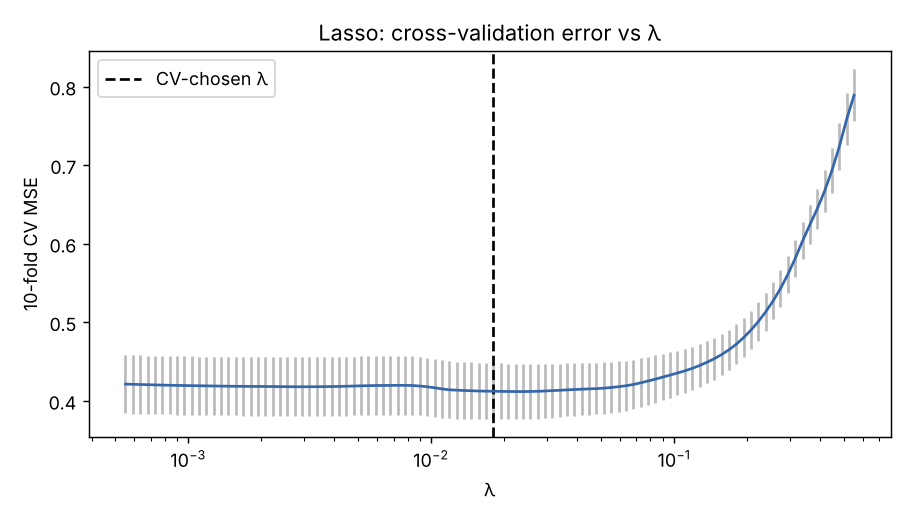 Lasso: cross-validation error vs λ
CV-chosen λ
10-fold CV MSE
0.8
0.7
0.6
0.5
0.4
10⁻³
10⁻²
10⁻¹
λ